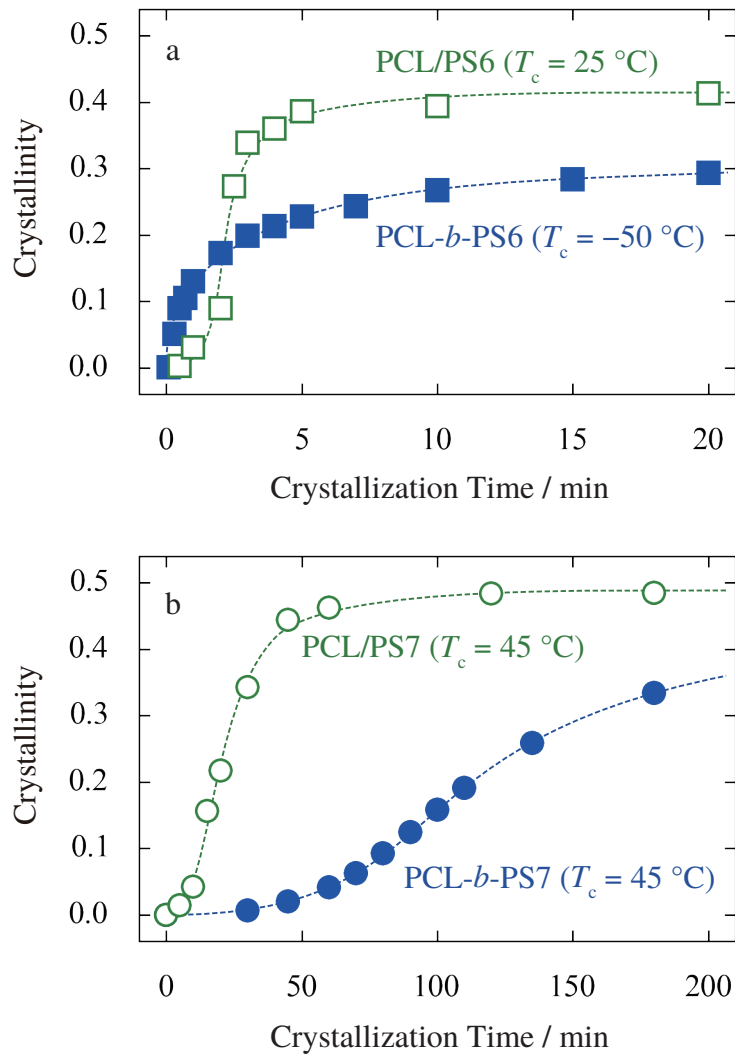 a
PCL/PS6 (Tc = 25 °C)
PCL-b-PS6 (Tc = −50 °C)
Crystallinity
0.5
0.4
0.3
0.2
0.1
0.0
0 5 10 15 20
Crystallization Time / min
b
PCL/PS7 (Tc = 45 °C)
PCL-b-PS7 (Tc = 45 °C)
Crystallinity
0.5
0.4
0.3
0.2
0.1
0.0
0 50 100 150 200
Crystallization Time / min